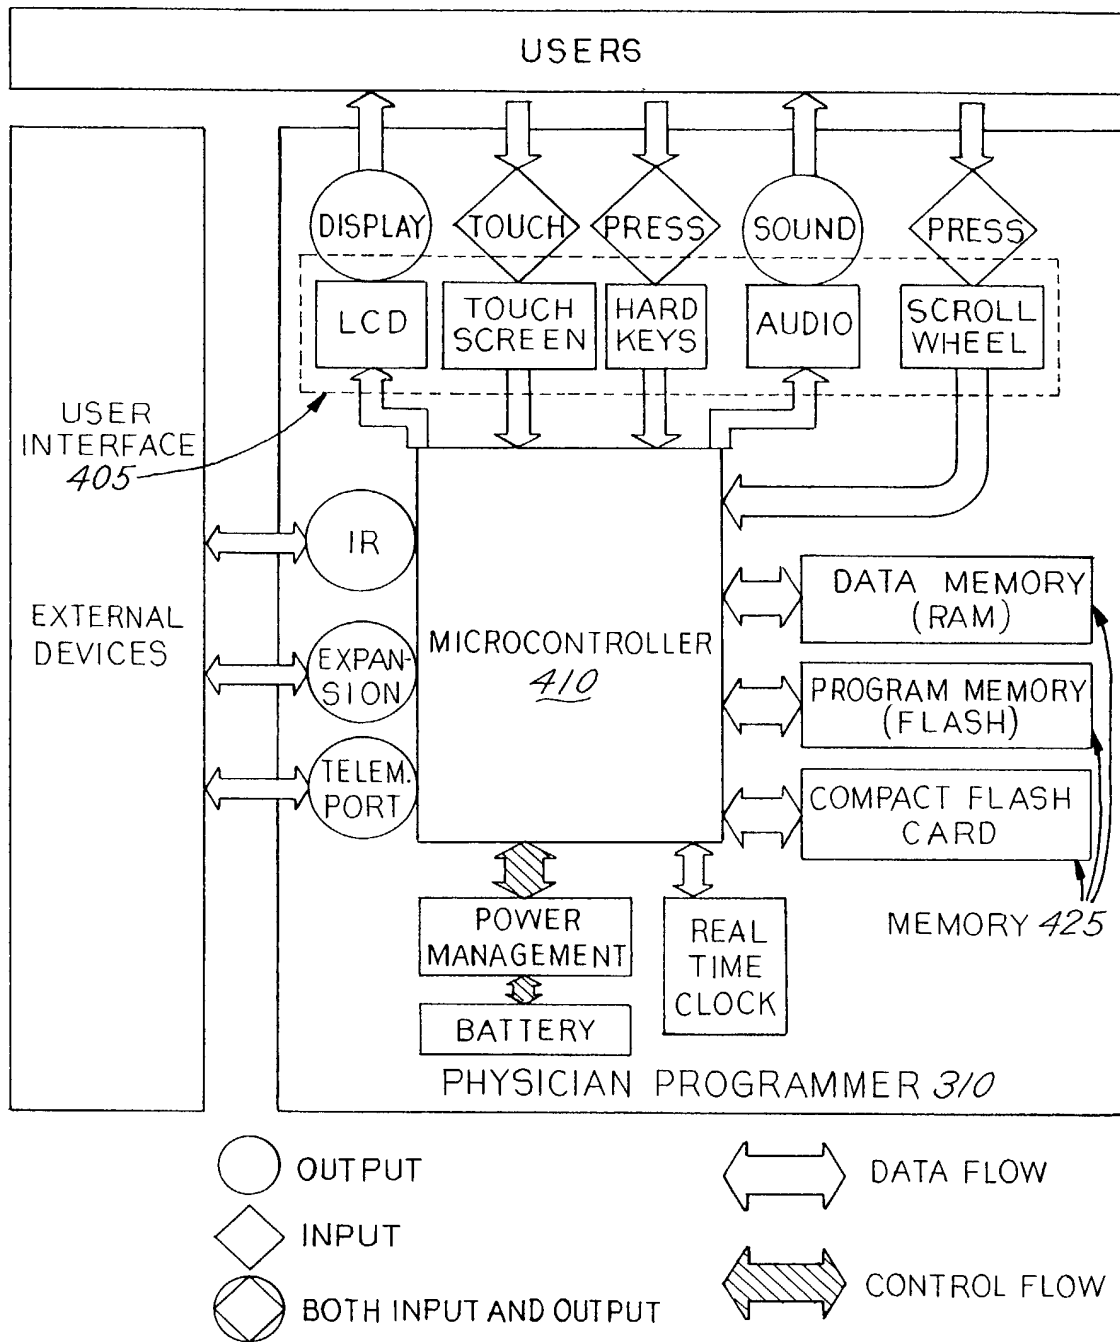 USERS
DISPLAY
TOUCH
PRESS
SOUND
PRESS
LCD
TOUCH
SCREEN
HARD
KEYS
AUDIO
SCROLL
WHEEL
USER
INTERFACE
405
EXTERNAL
DEVICES
IR
EXPAN-
SION
TELEM.
PORT
MICROCONTROLLER
410
DATA MEMORY
(RAM)
PROGRAM MEMORY
(FLASH)
COMPACT FLASH
CARD
MEMORY 425
POWER
MANAGEMENT
BATTERY
REAL
TIME
CLOCK
PHYSICIAN PROGRAMMER 310
OUTPUT
INPUT
BOTH INPUT AND OUTPUT
DATA FLOW
CONTROL FLOW